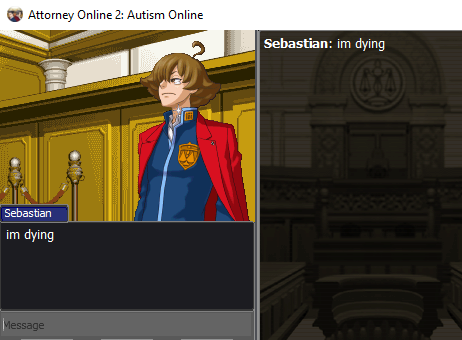 Attorney Online 2: Autism Online
Sebastian: im dying
Sebastian
im dying
Message